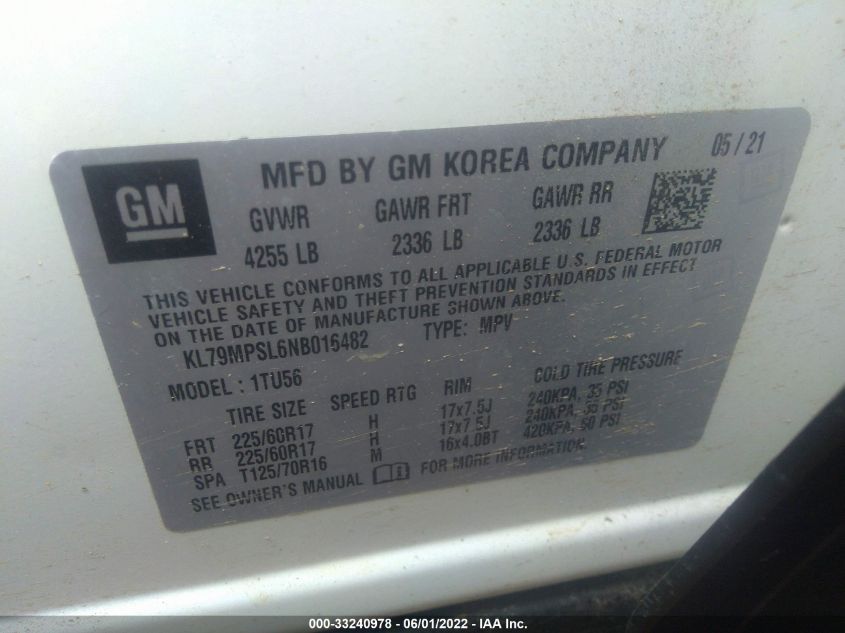 GM
MFD BY GM KOREA COMPANY 05 / 21
GVWR GAWR FRT GAWR RR
4255 LB 2336 LB 2336 LB
THIS VEHICLE CONFORMS TO ALL APPLICABLE U.S. FEDERAL MOTOR
VEHICLE SAFETY AND THEFT PREVENTION STANDARDS IN EFFECT
ON THE DATE OF MANUFACTURE SHOWN ABOVE.
KL79MPSL6NB016482 TYPE: MPV
MODEL : 1TU56
TIRE SIZE SPEED RTG RIM COLD TIRE PRESSURE
FRT 225/60R17 H 17x7.5J 240KPA, 35 PSI
RR 225/60R17 H 17x7.5J 240KPA, 35 PSI
SPA T125/70R16 M 16x4.0BT 420KPA, 60 PSI
SEE OWNER'S MANUAL FOR MORE INFORMATION.
000-33240978 - 06/01/2022 - IAA Inc.